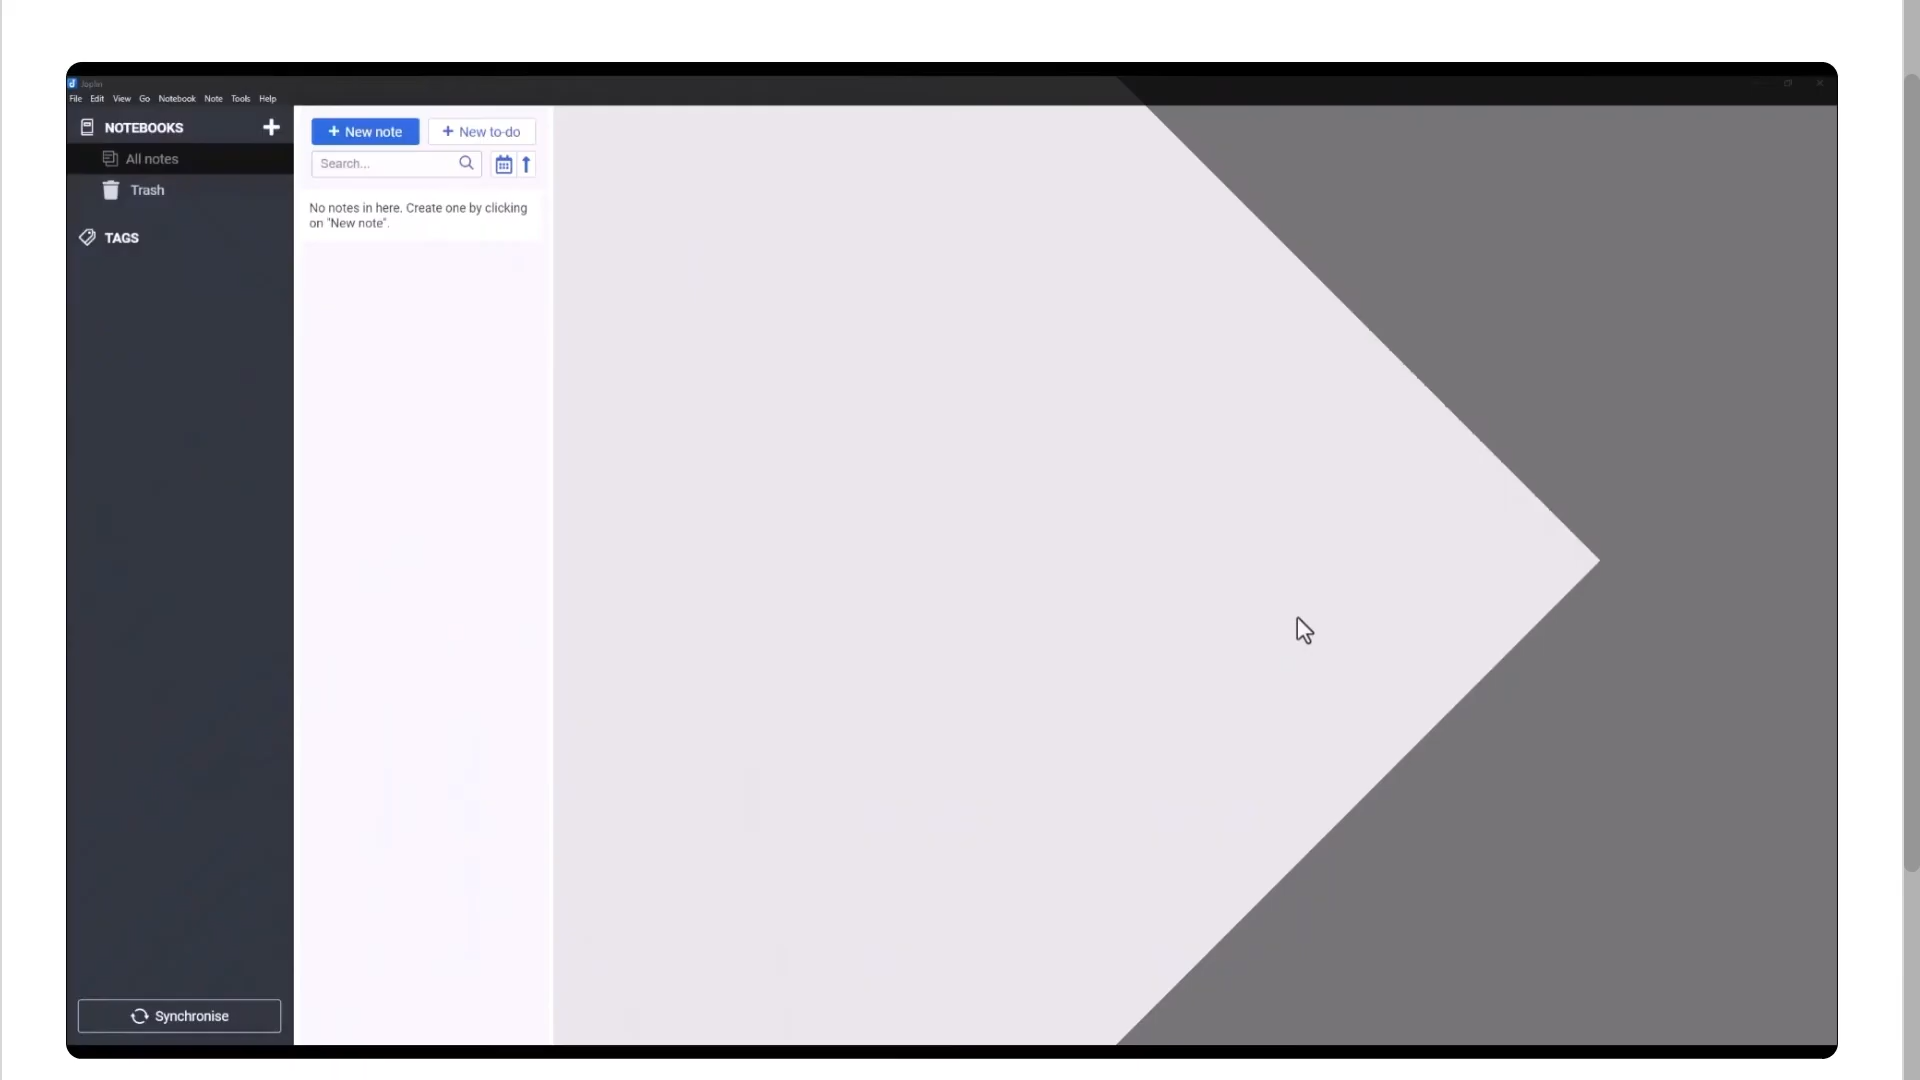 Joplin
File Edit View Go Notebook Note Tools Help
NOTEBOOKS
All notes
Trash
TAGS
Synchronise
New note
New to-do
Search...
No notes in here. Create one by clicking
on "New note".